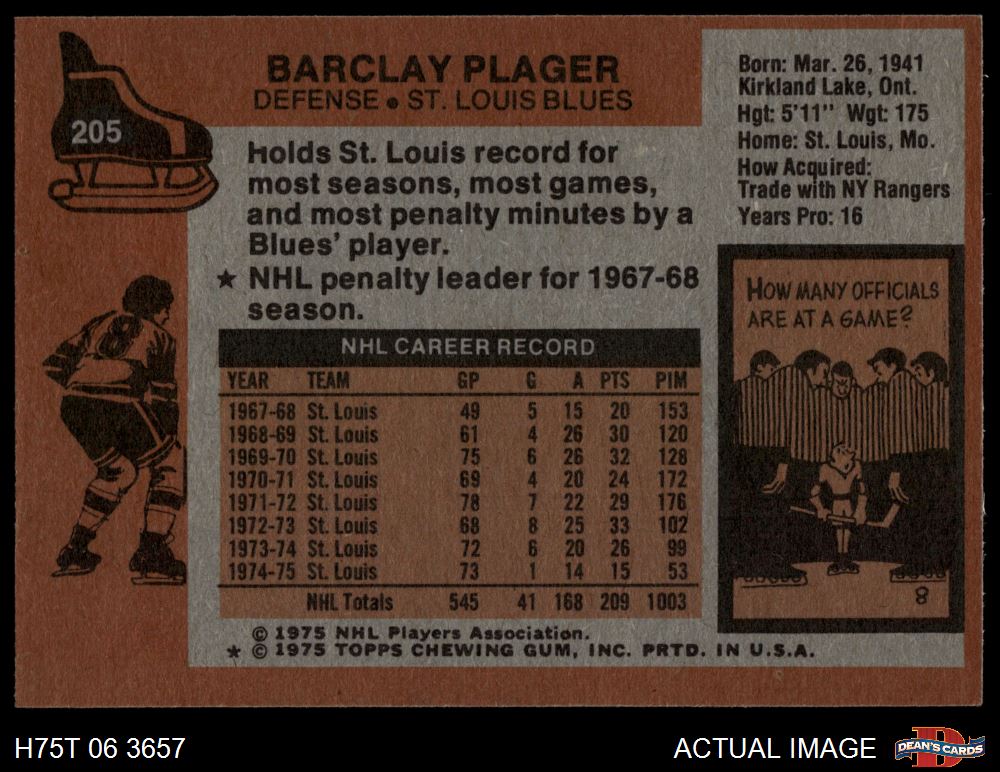 205
BARCLAY PLAGER
DEFENSE • ST. LOUIS BLUES
Holds St. Louis record for
most seasons, most games,
and most penalty minutes by a
Blues' player.
★ NHL penalty leader for 1967-68
season.
Born: Mar. 26, 1941
Kirkland Lake, Ont.
Hgt: 5'11" Wgt: 175
Home: St. Louis, Mo.
How Acquired:
Trade with NY Rangers
Years Pro: 16
8
NHL CAREER RECORD
YEAR TEAM GP G A PTS PIM
1967-68 St. Louis 49 5 15 20 153
1968-69 St. Louis 61 4 26 30 120
1969-70 St. Louis 75 6 26 32 128
1970-71 St. Louis 69 4 20 24 172
1971-72 St. Louis 78 7 22 29 176
1972-73 St. Louis 68 8 25 33 102
1973-74 St. Louis 72 6 20 26 99
1974-75 St. Louis 73 1 14 15 53
NHL Totals 545 41 168 209 1003
HOW MANY OFFICIALS
ARE AT A GAME?
8
© 1975 NHL Players Association.
★ © 1975 TOPPS CHEWING GUM, INC. PRTD. IN U.S.A.
H75T 06 3657
ACTUAL IMAGE
D
DEAN'S CARDS